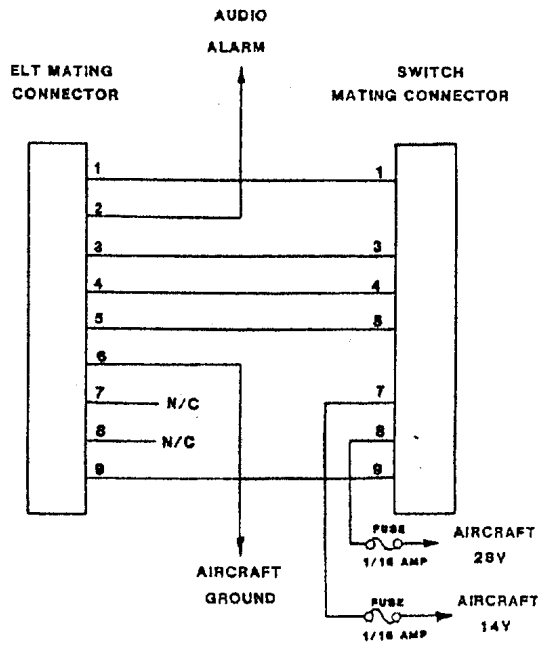 AUDIO
ALARM
ELT MATING
CONNECTOR
SWITCH
MATING CONNECTOR
1 1
2
3 3
4 4
5 5
6
7 N/C 7
8 N/C 8
9 9
FUSE
1/16 AMP
AIRCRAFT
28V
AIRCRAFT
GROUND
FUSE
1/16 AMP
AIRCRAFT
14V